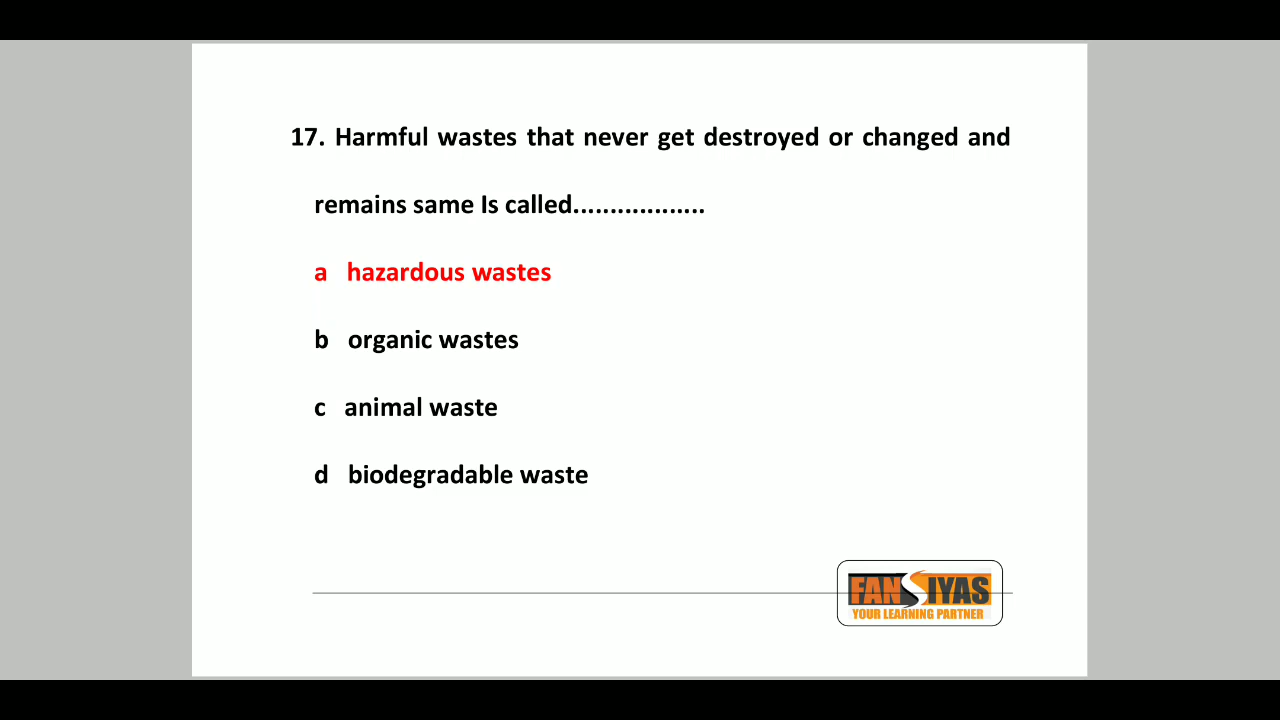 17. Harmful wastes that never get destroyed or changed and
remains same Is called..................
a hazardous wastes
b organic wastes
c animal waste
d biodegradable waste
FANSIYAS
YOUR LEARNING PARTNER